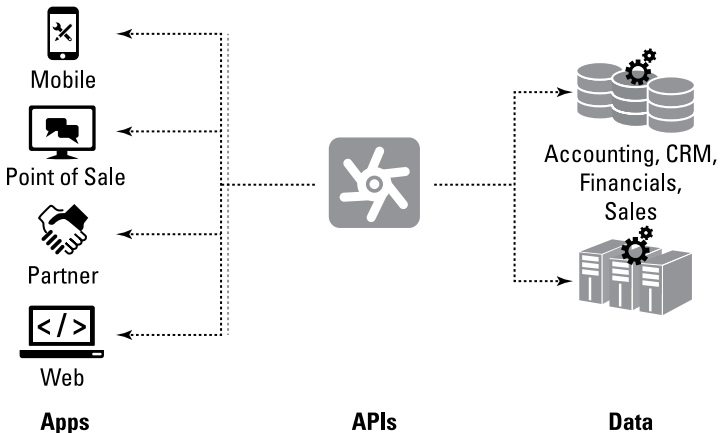 Mobile
Point of Sale
Partner
</>
Web
Accounting, CRM,
Financials,
Sales
Apps
APIs
Data